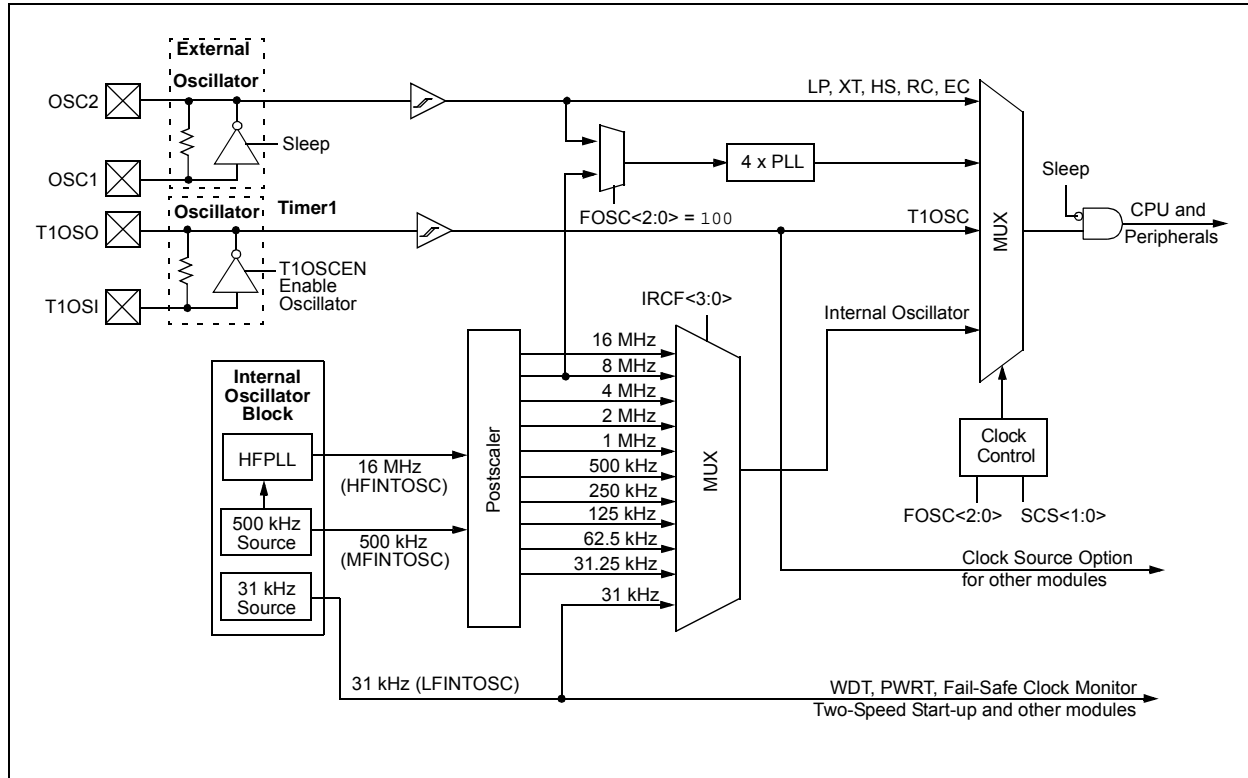 External
Oscillator
OSC2
Sleep
OSC1
LP, XT, HS, RC, EC
4 x PLL
FOSC<2:0> = 100
Oscillator
Timer1
T1OSO
T1OSCEN
Enable
Oscillator
T1OSI
T1OSC
MUX
Sleep
CPU and
Peripherals
IRCF<3:0>
Internal Oscillator
Internal
Oscillator
Block
HFPLL
500 kHz
Source
31 kHz
Source
16 MHz
(HFINTOSC)
500 kHz
(MFINTOSC)
Postscaler
16 MHz
8 MHz
4 MHz
2 MHz
1 MHz
500 kHz
250 kHz
125 kHz
62.5 kHz
31.25 kHz
31 kHz
MUX
Clock
Control
FOSC<2:0>
SCS<1:0>
Clock Source Option
for other modules
31 kHz (LFINTOSC)
WDT, PWRT, Fail-Safe Clock Monitor
Two-Speed Start-up and other modules